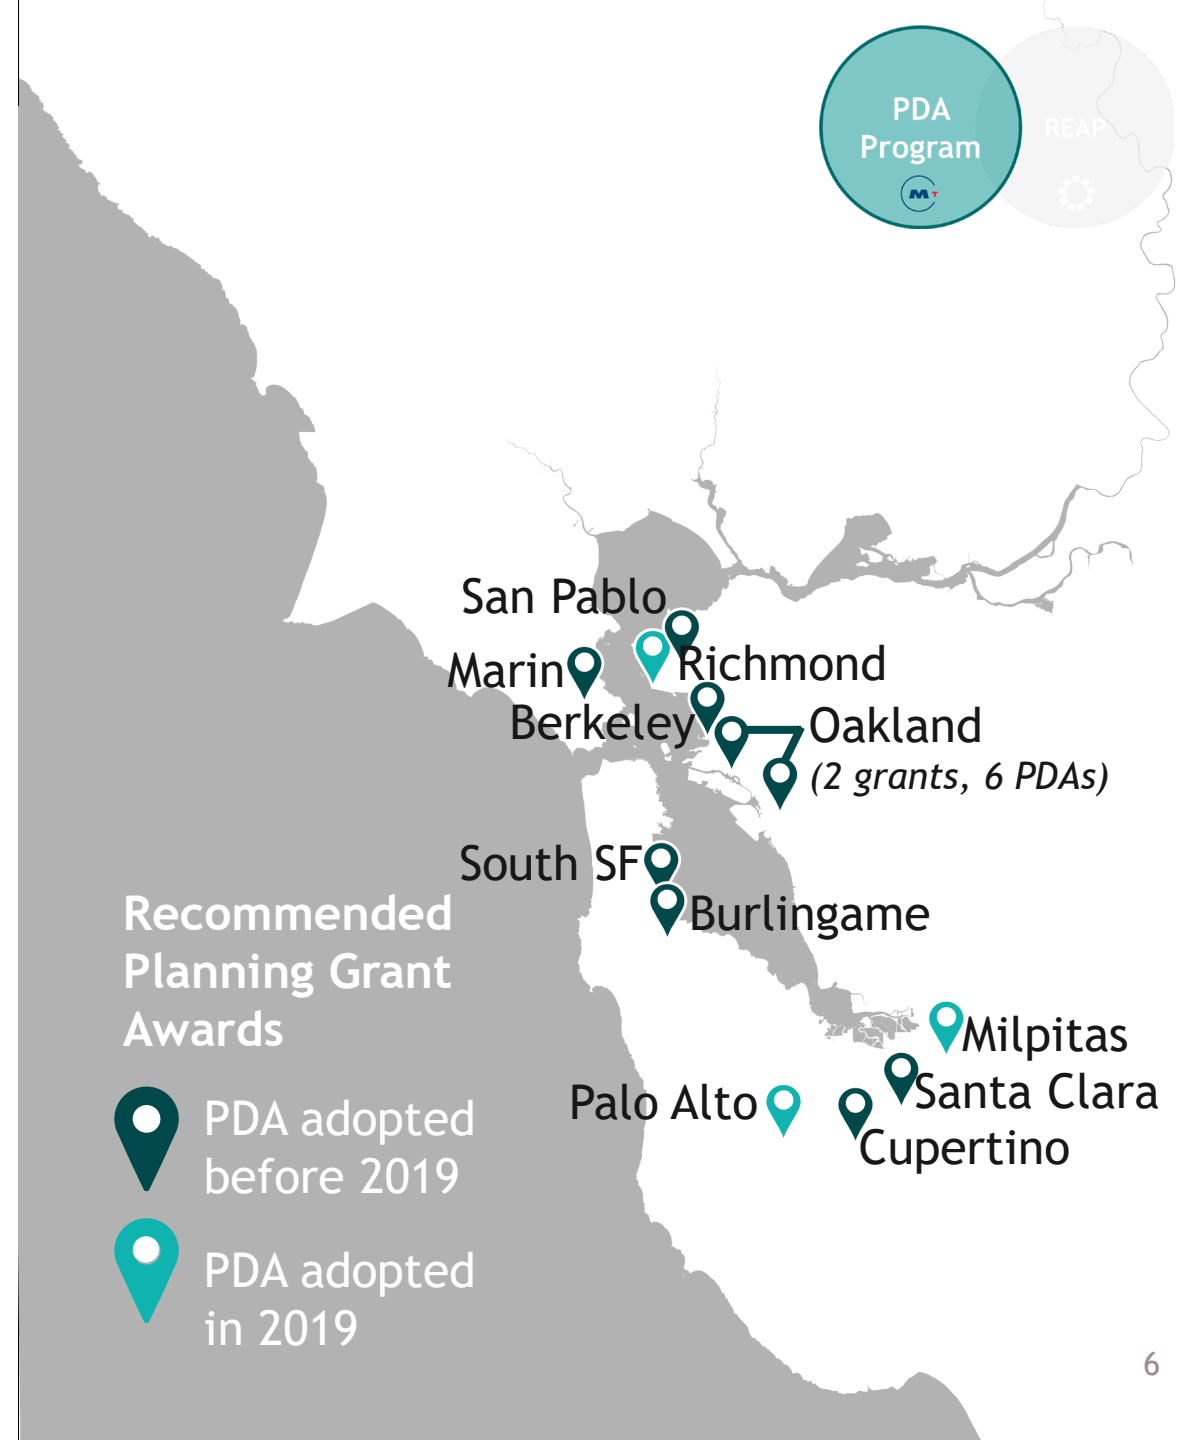 PDA
Program
REAP
MT
San Pablo
Richmond
Marin
Berkeley
Oakland
(2 grants, 6 PDAs)
South SF
Burlingame
Recommended
Planning Grant
Awards
Milpitas
Santa Clara
Palo Alto
Cupertino
PDA adopted
before 2019
PDA adopted
in 2019
6